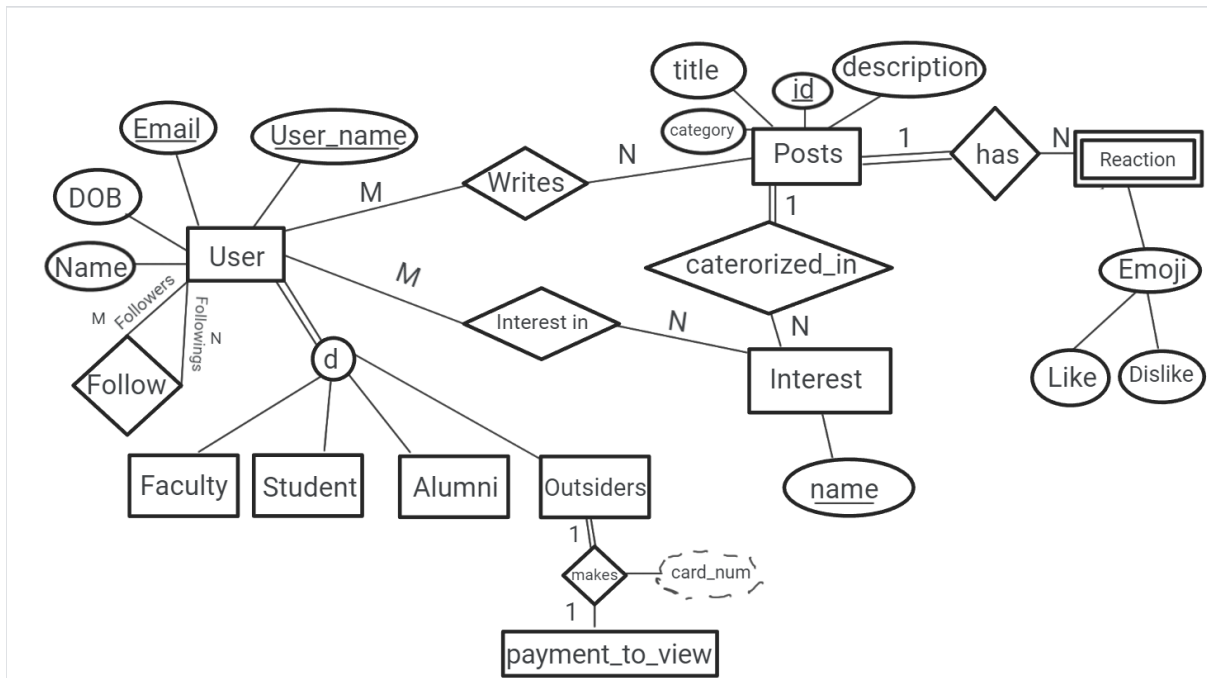 title
id
description
category
Email
User_name
Posts
1
has
N
Reaction
N
Writes
M
DOB
1
User
Name
caterorized_in
Emoji
M
Followers
Followings
M
N
Interest in
N
N
d
Follow
Interest
Like
Dislike
Faculty
Student
Alumni
Outsiders
name
1
makes
card_num
1
payment_to_view